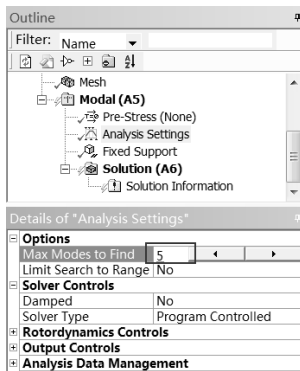 Outline
Filter: Name
Mesh
Modal (A5)
Pre-Stress (None)
Analysis Settings
Fixed Support
Solution (A6)
Solution Information
Details of "Analysis Settings"
Options
Max Modes to Find 5
Limit Search to Range No
Solver Controls
Damped No
Solver Type Program Controlled
Rotordynamics Controls
Output Controls
Analysis Data Management